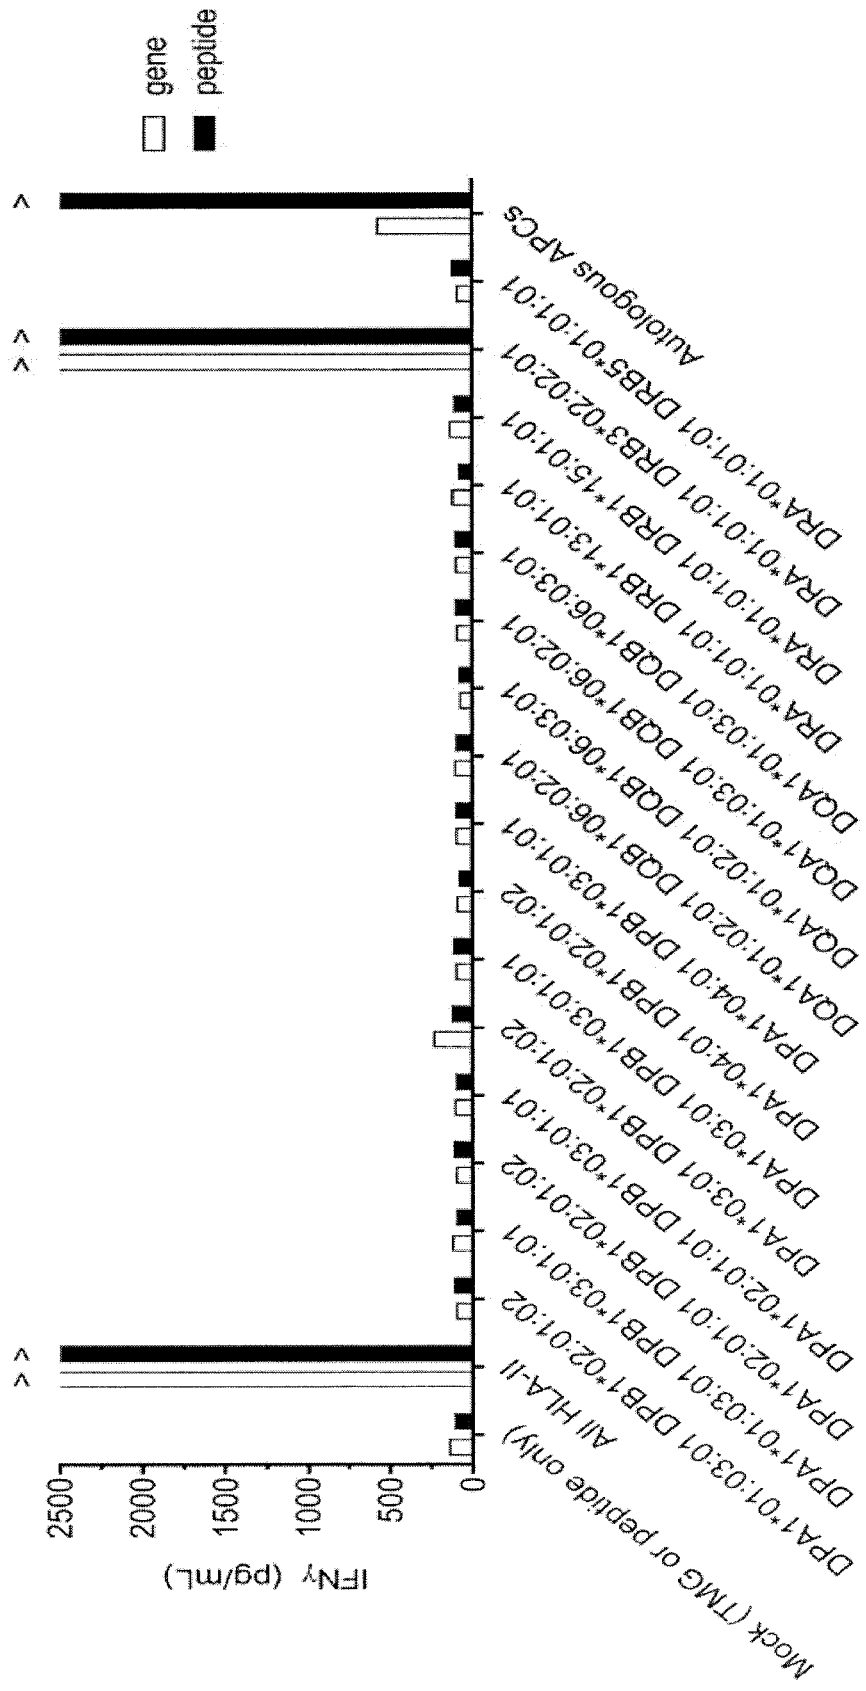 IFNγ (pg/mL)
2500
2000
1500
1000
500
0
> > > > >
gene
peptide
Mock (TMG or peptide only)
All HLA-II
DPA1*01:03:01 DPB1*02:01:02
DPA1*01:03:01 DPB1*03:01:01
DPA1*02:01:01 DPB1*02:01:02
DPA1*02:01:01 DPB1*03:01:01
DPA1*03:01 DPB1*02:01:02
DPA1*03:01 DPB1*03:01:01
DPA1*04:01 DPB1*02:01:02
DPA1*04:01 DPB1*03:01:01
DQA1*01:02:01 DQB1*06:02:01
DQA1*01:02:01 DQB1*06:03:01
DQA1*01:03:01 DQB1*06:02:01
DQA1*01:03:01 DQB1*06:03:01
DRA*01:01:01 DRB1*13:01:01
DRA*01:01:01 DRB1*15:01:01
DRA*01:01:01 DRB3*02:02:01
DRA*01:01:01 DRB5*01:01:01
Autologous APCs